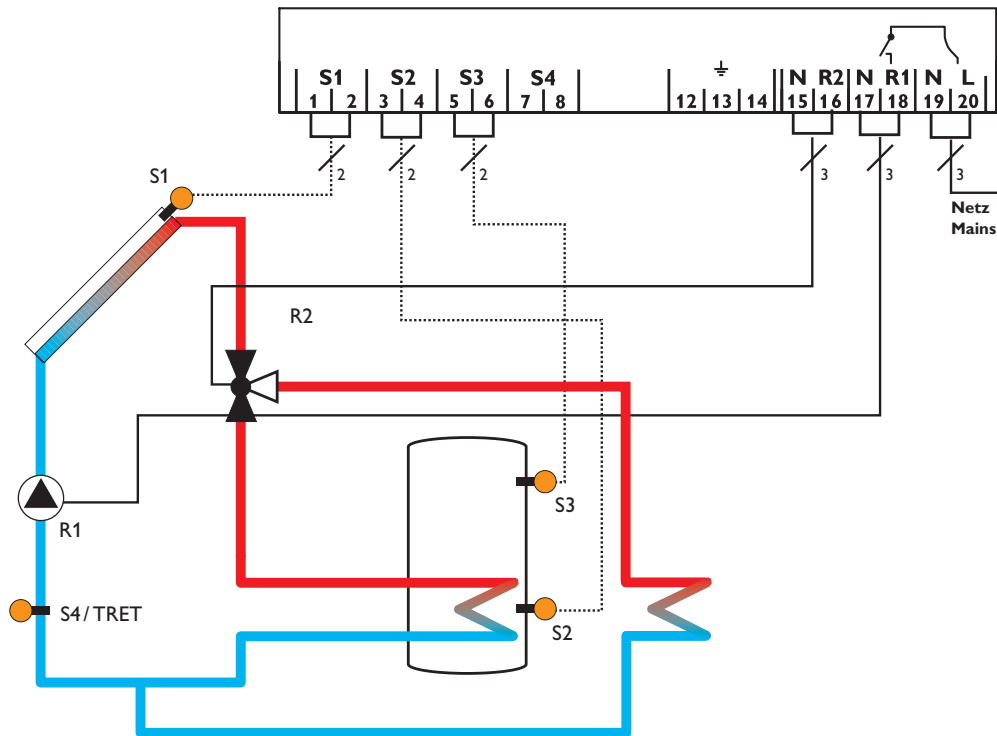 S1 S2 S3 S4 N R2 N R1 N L
1 2 3 4 5 6 7 8 12 13 14 15 16 17 18 19 20
2 2 2 3 3 3
Netz
Mains
S1
R2
S3
R1
S4 / TRET
S2